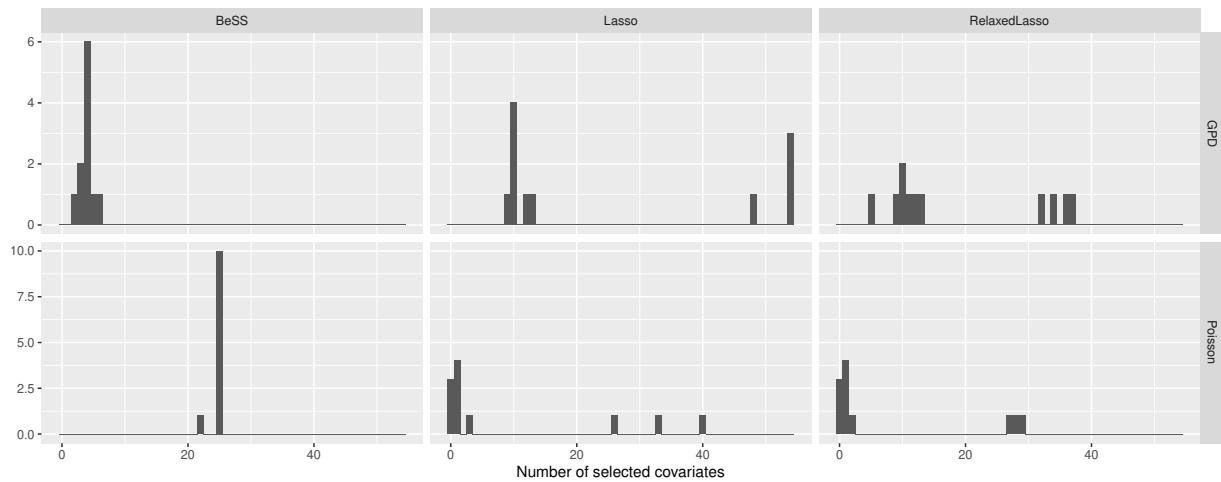 BeSS Lasso RelaxedLasso
6
4
2
0
GPD
10.0
7.5
5.0
2.5
0.0
Poisson
0 20 40 0 20 40 0 20 40
Number of selected covariates